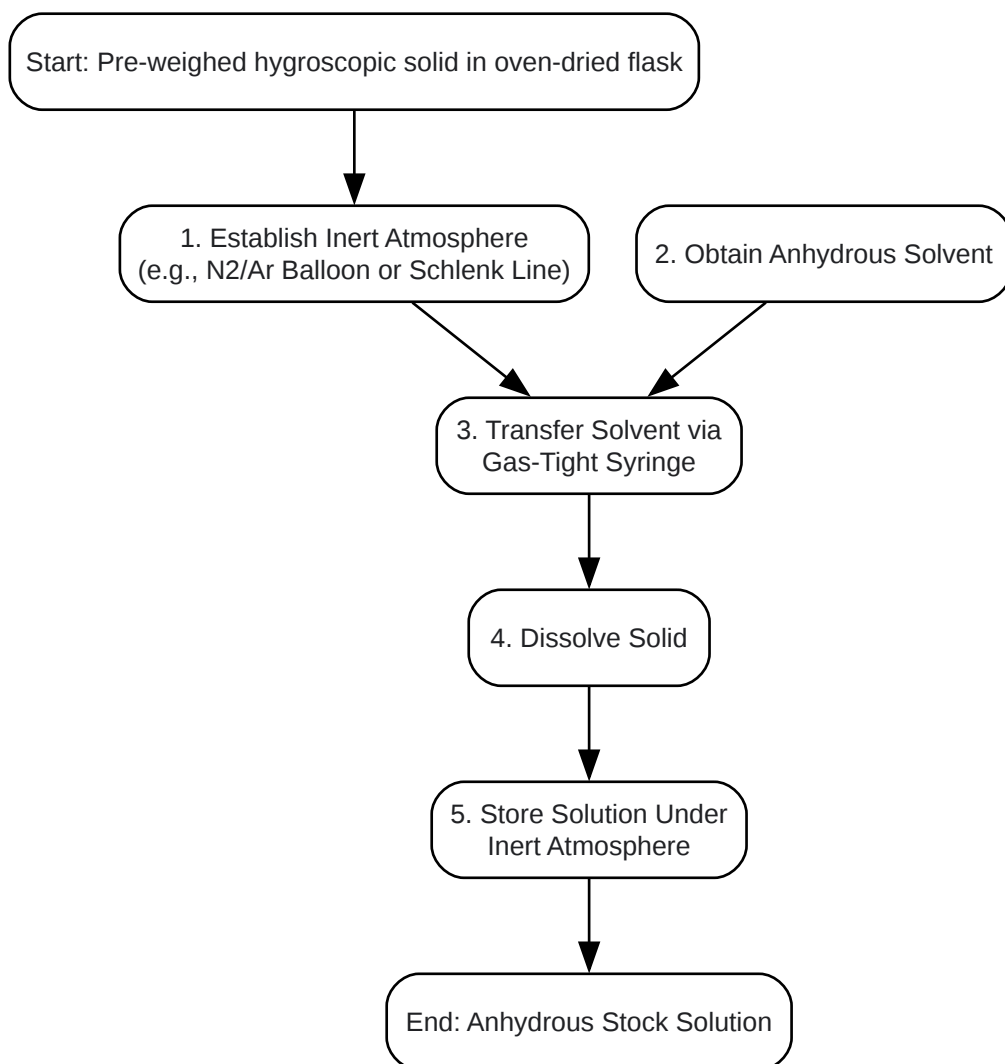 Start: Pre-weighed hygroscopic solid in oven-dried flask
1. Establish Inert Atmosphere
(e.g., N2/Ar Balloon or Schlenk Line)
2. Obtain Anhydrous Solvent
3. Transfer Solvent via
Gas-Tight Syringe
4. Dissolve Solid
5. Store Solution Under
Inert Atmosphere
End: Anhydrous Stock Solution